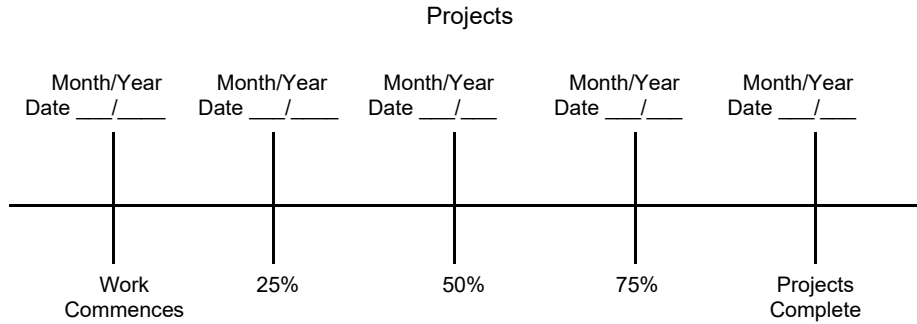 Projects
Month/Year Month/Year Month/Year Month/Year Month/Year
Date ___/____ Date ___/____ Date ___/___ Date ___/___ Date ___/___
Work 25% 50% 75% Projects
Commences Complete